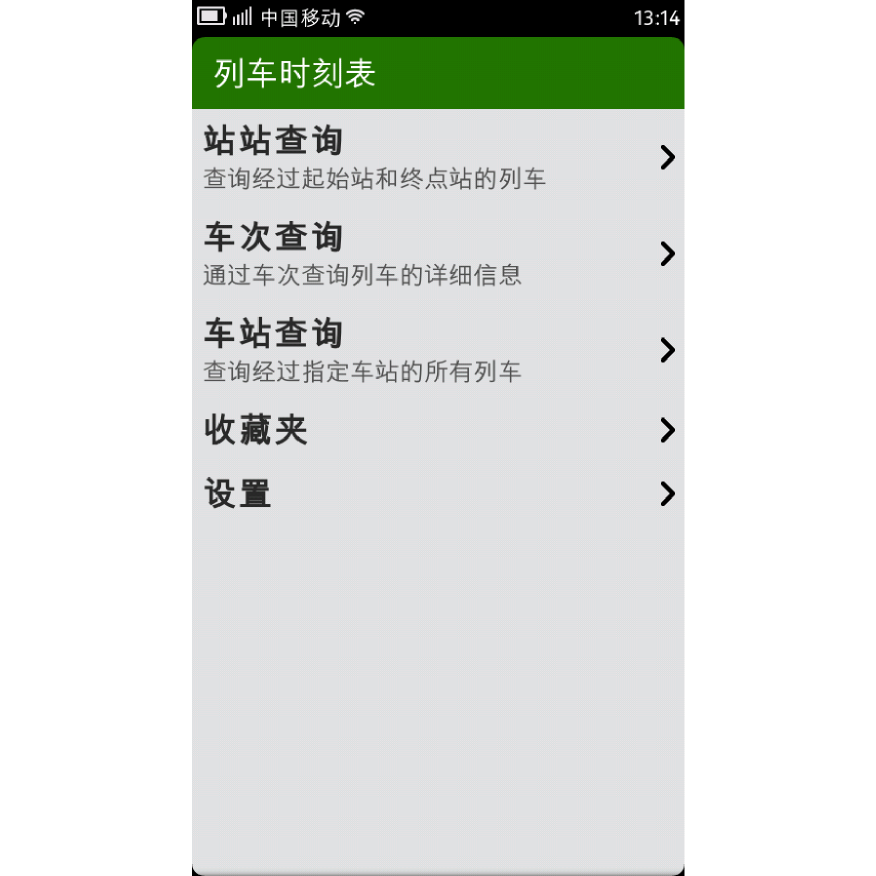 中国移动 13:14
列车时刻表
站站查询
查询经过起始站和终点站的列车
车次查询
通过车次查询列车的详细信息
车站查询
查询经过指定车站的所有列车
收藏夹
设置